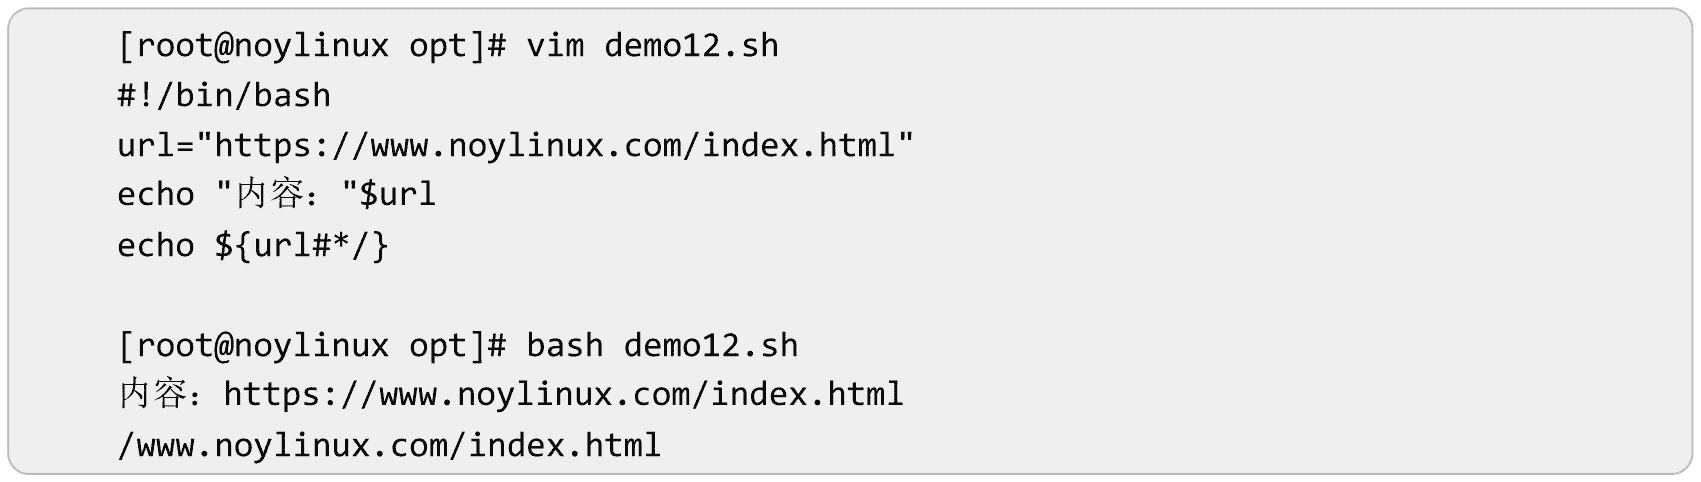 [root@noylinux opt]# vim demo12.sh
#!/bin/bash
url="https://www.noylinux.com/index.html"
echo "内容："$url
echo ${url#*/}
[root@noylinux opt]# bash demo12.sh
内容：https://www.noylinux.com/index.html
/www.noylinux.com/index.html